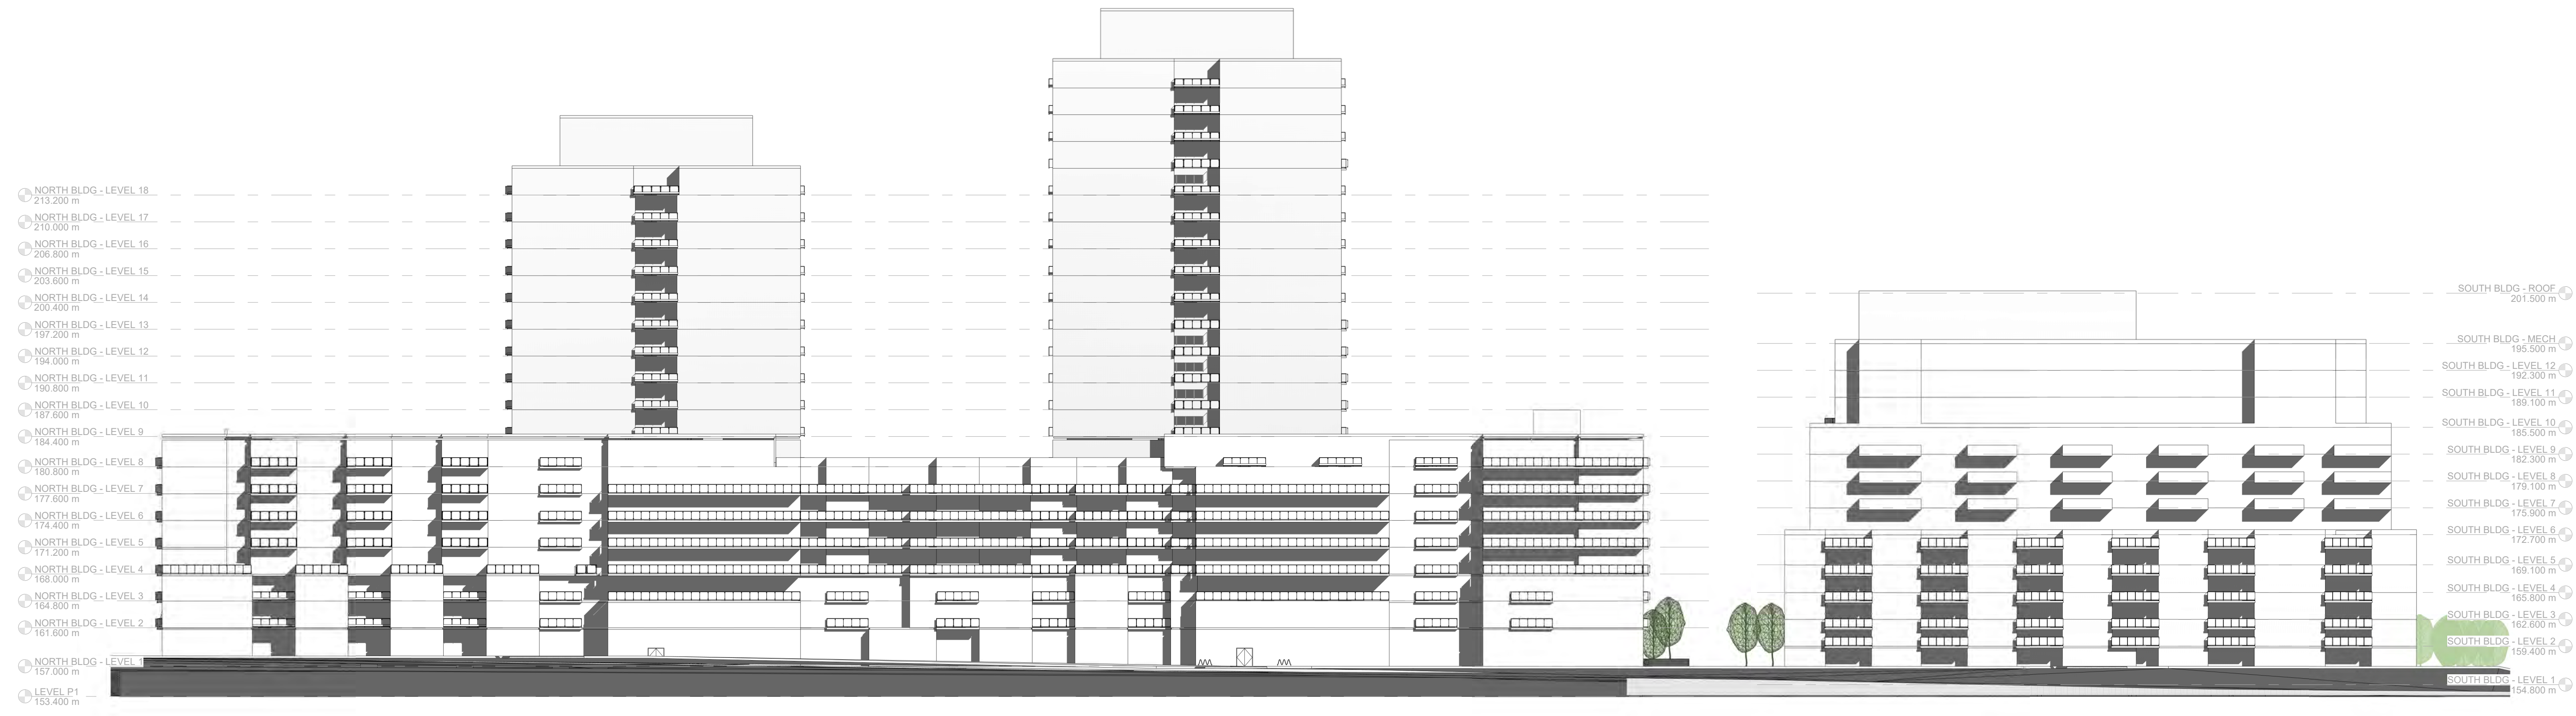 NORTH BLDG - LEVEL 18
213.200 m
NORTH BLDG - LEVEL 17
210.000 m
NORTH BLDG - LEVEL 16
206.800 m
NORTH BLDG - LEVEL 15
203.600 m
NORTH BLDG - LEVEL 14
200.400 m
NORTH BLDG - LEVEL 13
197.200 m
NORTH BLDG - LEVEL 12
194.000 m
NORTH BLDG - LEVEL 11
190.800 m
NORTH BLDG - LEVEL 10
187.600 m
NORTH BLDG - LEVEL 9
184.400 m
NORTH BLDG - LEVEL 8
180.800 m
NORTH BLDG - LEVEL 7
177.600 m
NORTH BLDG - LEVEL 6
174.400 m
NORTH BLDG - LEVEL 5
171.200 m
NORTH BLDG - LEVEL 4
168.000 m
NORTH BLDG - LEVEL 3
164.800 m
NORTH BLDG - LEVEL 2
161.600 m
NORTH BLDG - LEVEL 1
157.000 m
LEVEL P1
153.400 m
SOUTH BLDG - ROOF
201.500 m
SOUTH BLDG - MECH
195.500 m
SOUTH BLDG - LEVEL 12
192.300 m
SOUTH BLDG - LEVEL 11
189.100 m
SOUTH BLDG - LEVEL 10
185.500 m
SOUTH BLDG - LEVEL 9
182.300 m
SOUTH BLDG - LEVEL 8
179.100 m
SOUTH BLDG - LEVEL 7
175.900 m
SOUTH BLDG - LEVEL 6
172.700 m
SOUTH BLDG - LEVEL 5
169.100 m
SOUTH BLDG - LEVEL 4
165.800 m
SOUTH BLDG - LEVEL 3
162.600 m
SOUTH BLDG - LEVEL 2
159.400 m
SOUTH BLDG - LEVEL 1
154.800 m